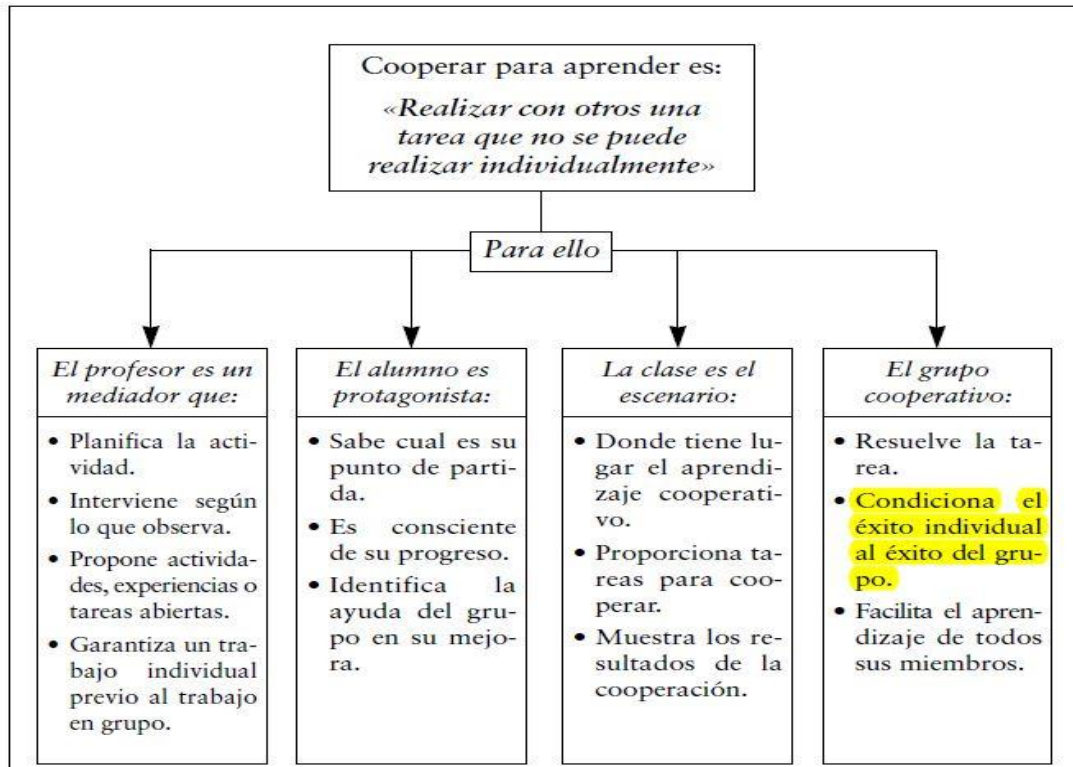 Cooperar para aprender es:
«Realizar con otros una
tarea que no se puede
realizar individualmente»
Para ello
El profesor es un
mediador que:
• Planifica la acti-
vidad.
• Interviene según
lo que observa.
• Propone activida-
des, experiencias o
tareas abiertas.
• Garantiza un tra-
bajo individual
previo al trabajo
en grupo.
El alumno es
protagonista:
• Sabe cual es su
punto de parti-
da.
• Es consciente
de su progreso.
• Identifica la
ayuda del gru-
po en su mejo-
ra.
La clase es el
escenario:
• Donde tiene lu-
gar el aprendi-
zaje cooperati-
vo.
• Proporciona ta-
reas para coo-
perar.
• Muestra los re-
sultados de la
cooperación.
El grupo
cooperativo:
• Resuelve la ta-
rea.
• Condiciona el
éxito individual
al éxito del gru-
po.
• Facilita el apren-
dizaje de todos
sus miembros.